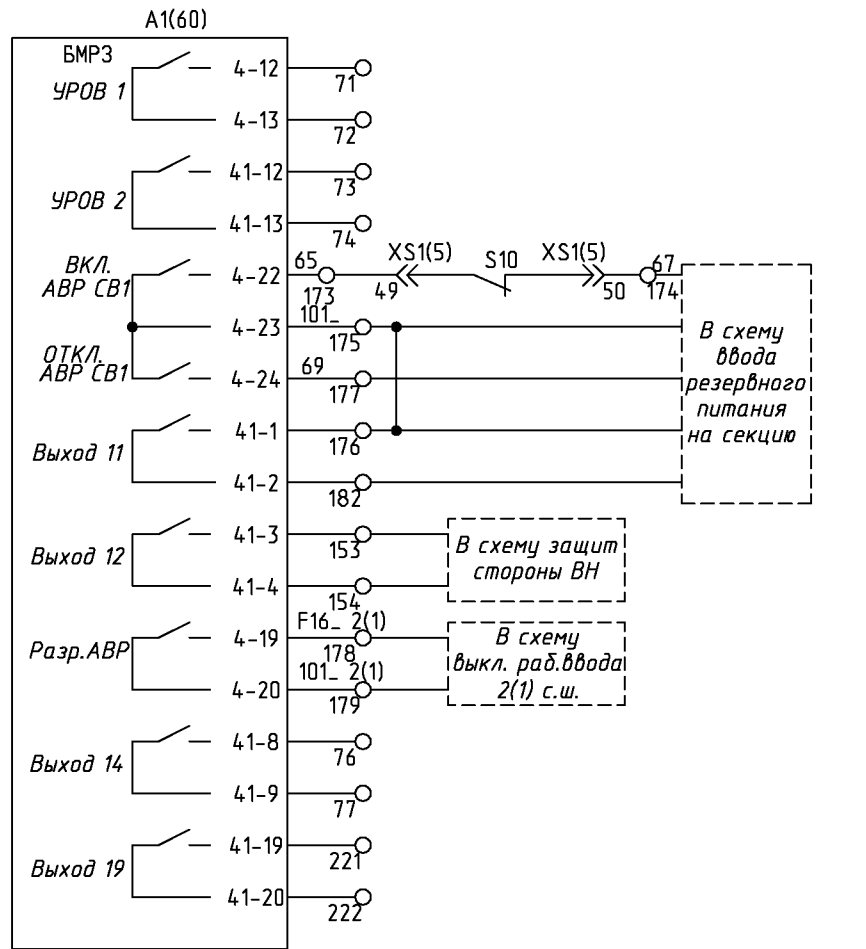 А1(60)
БМРЗ
УРОВ 1
4-12
71
4-13
72
УРОВ 2
41-12
73
41-13
74
ВКЛ.
АВР СВ1
4-22
65
173
XS1(5)
49
S10
XS1(5)
50
67
174
4-23
101_
175
ОТКЛ.
АВР СВ1
4-24
69
177
В схему
ввода
резервного
питания
на секцию
Выход 11
41-1
176
41-2
182
Выход 12
41-3
153
41-4
154
В схему защит
стороны ВН
Разр.АВР
4-19
F16_ 2(1)
178
4-20
101_ 2(1)
179
В схему
выкл. раб.ввода
2(1) с.ш.
Выход 14
41-8
76
41-9
77
Выход 19
41-19
221
41-20
222